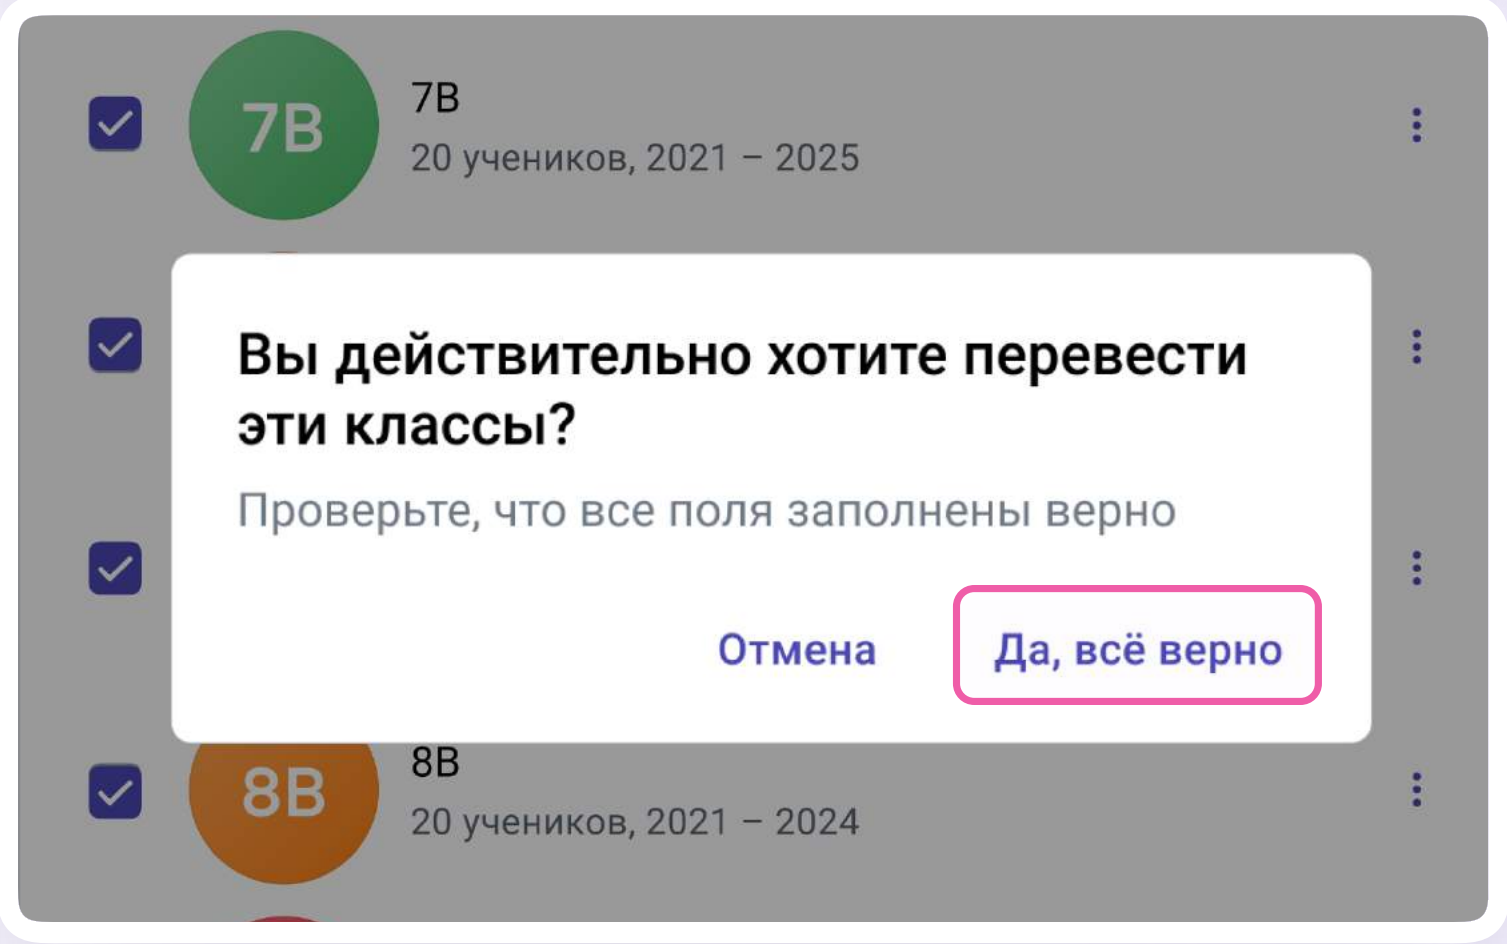 7В
7В
20 учеников, 2021 – 2025
Вы действительно хотите перевести
эти классы?
Проверьте, что все поля заполнены верно
Отмена
Да, всё верно
8В
8В
20 учеников, 2021 – 2024